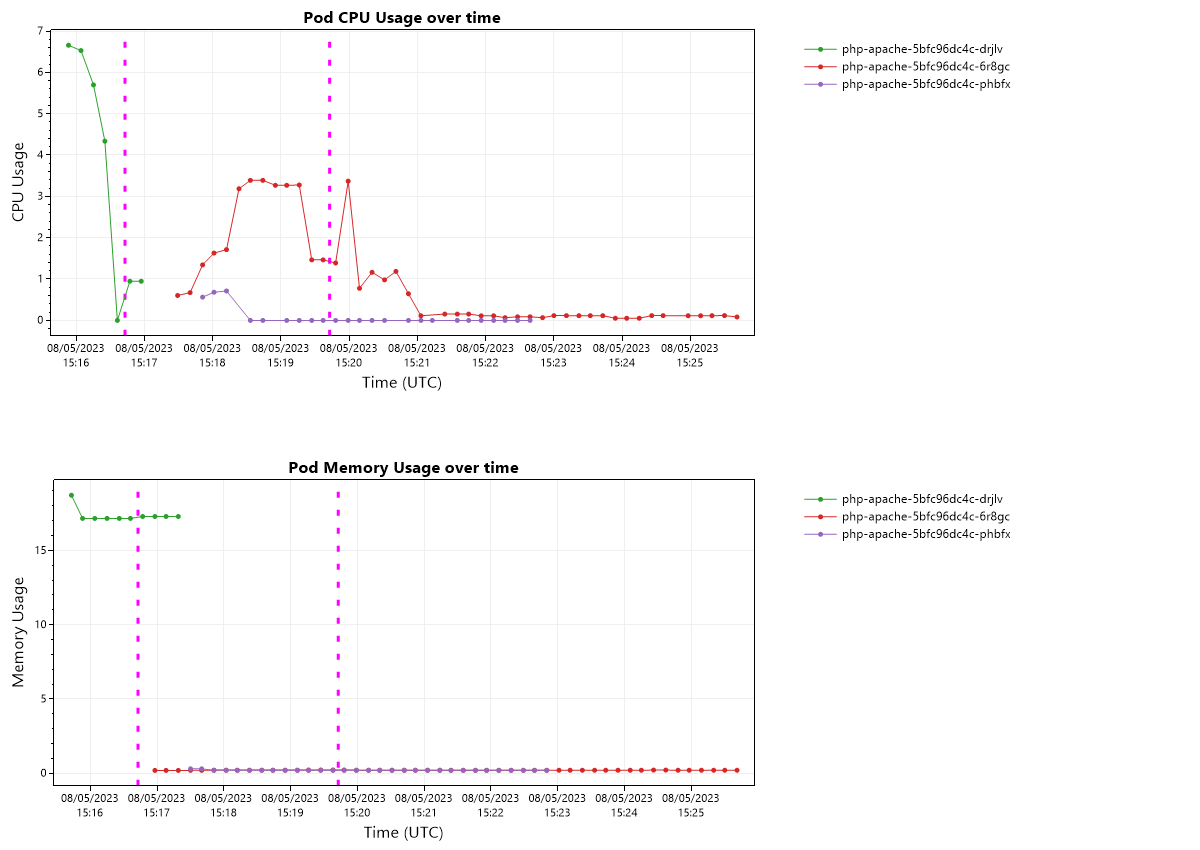 Pod CPU Usage over time
7
6
5
4
3
2
1
0
CPU Usage
08/05/2023 08/05/2023 08/05/2023 08/05/2023 08/05/2023 08/05/2023 08/05/2023 08/05/2023 08/05/2023 08/05/2023
15:16 15:17 15:18 15:19 15:20 15:21 15:22 15:23 15:24 15:25
Time (UTC)
php-apache-5bfc96dc4c-drjlv
php-apache-5bfc96dc4c-6r8gc
php-apache-5bfc96dc4c-phbfx
Pod Memory Usage over time
15
10
5
0
Memory Usage
08/05/2023 08/05/2023 08/05/2023 08/05/2023 08/05/2023 08/05/2023 08/05/2023 08/05/2023 08/05/2023 08/05/2023
15:16 15:17 15:18 15:19 15:20 15:21 15:22 15:23 15:24 15:25
Time (UTC)
php-apache-5bfc96dc4c-drjlv
php-apache-5bfc96dc4c-6r8gc
php-apache-5bfc96dc4c-phbfx